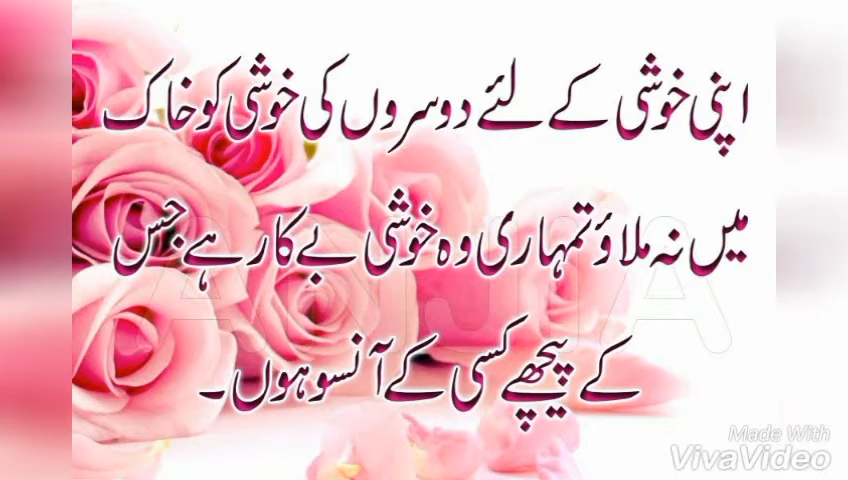 اپنی خوشی کے لئے دوسروں کی خوشی کو خاک
میں نہ ملاؤ تمہاری وہ خوشی بے کار ہے جس
کے پیچھے کسی کے آنسو ہوں۔
ANJIA
Made With
VivaVideo